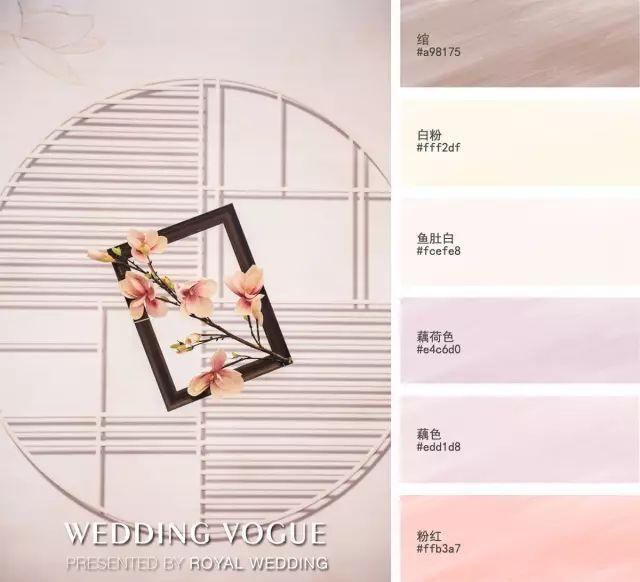 WEDDING VOGUE
PRESENTED BY ROYAL WEDDING
绾
#a98175
白粉
#fff2df
鱼肚白
#fcefe8
藕荷色
#e4c6d0
藕色
#edd1d8
粉红
#ffb3a7